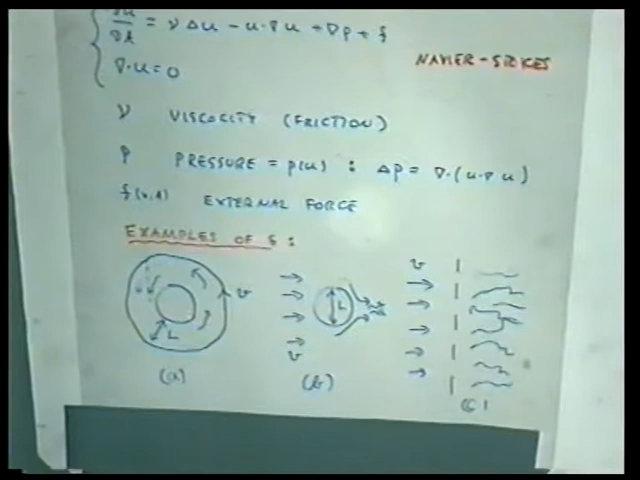 ∂u/∂t = ν Δu − u·∇u + ∇p + f
∇·u = 0
NAVIER-STOKES
ν VISCOSITY (FRICTION)
p PRESSURE = p(u) : Δp = ∇·(u·∇u)
f(x,t) EXTERNAL FORCE
EXAMPLES OF f :
v L
v L
v
(a) (b) (c)